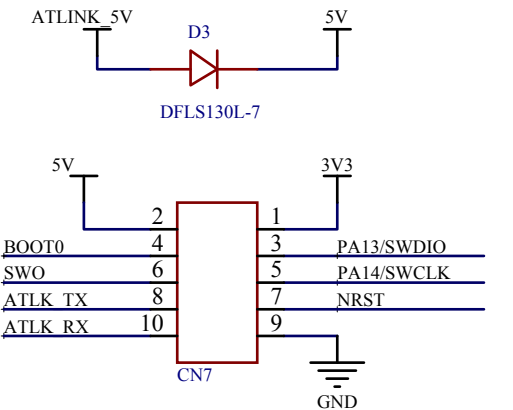 ATLINK_5V
D3
5V
DFLS130L-7
5V
3V3
2
1
BOOT0
4
3
PA13/SWDIO
SWO
6
5
PA14/SWCLK
ATLK_TX
8
7
NRST
ATLK_RX
10
9
CN7
GND